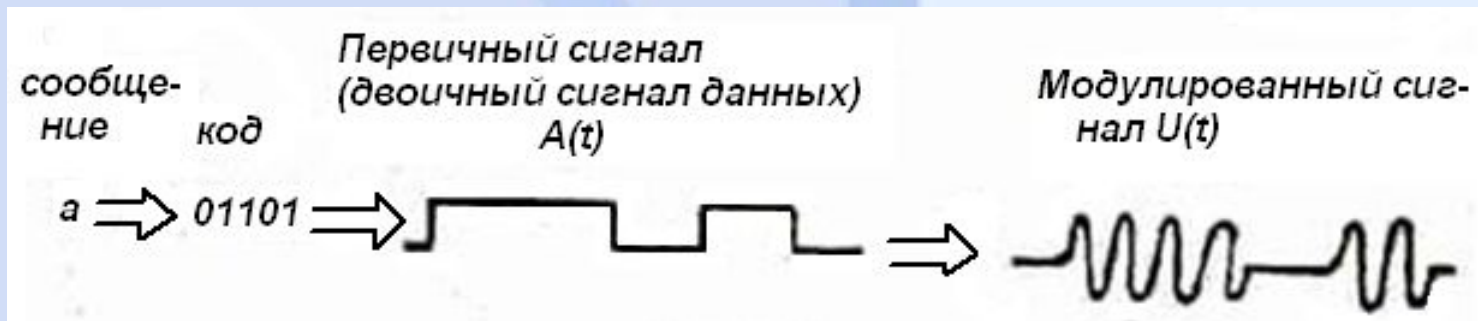 сообще-
ние
код
Первичный сигнал
(двоичный сигнал данных)
A(t)
Модулированный сиг-
нал U(t)
а
01101